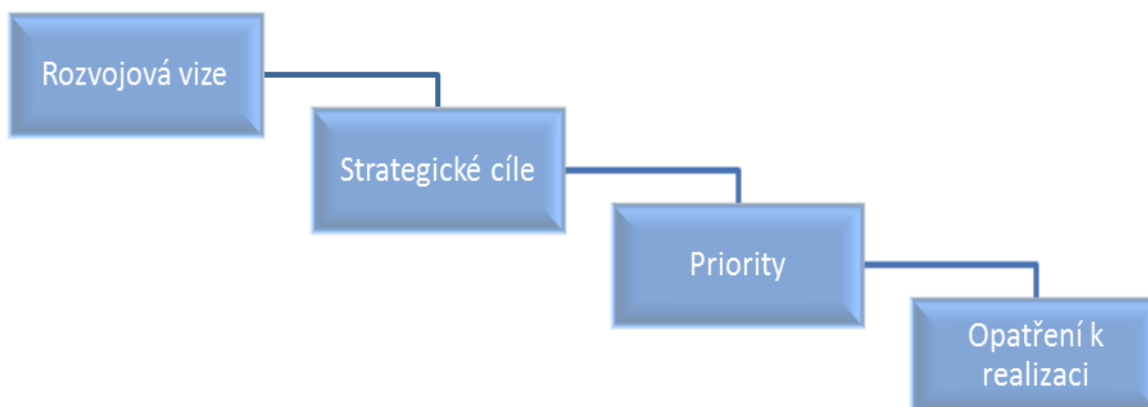 Rozvojová vize
Strategické cíle
Priority
Opatření k
realizaci